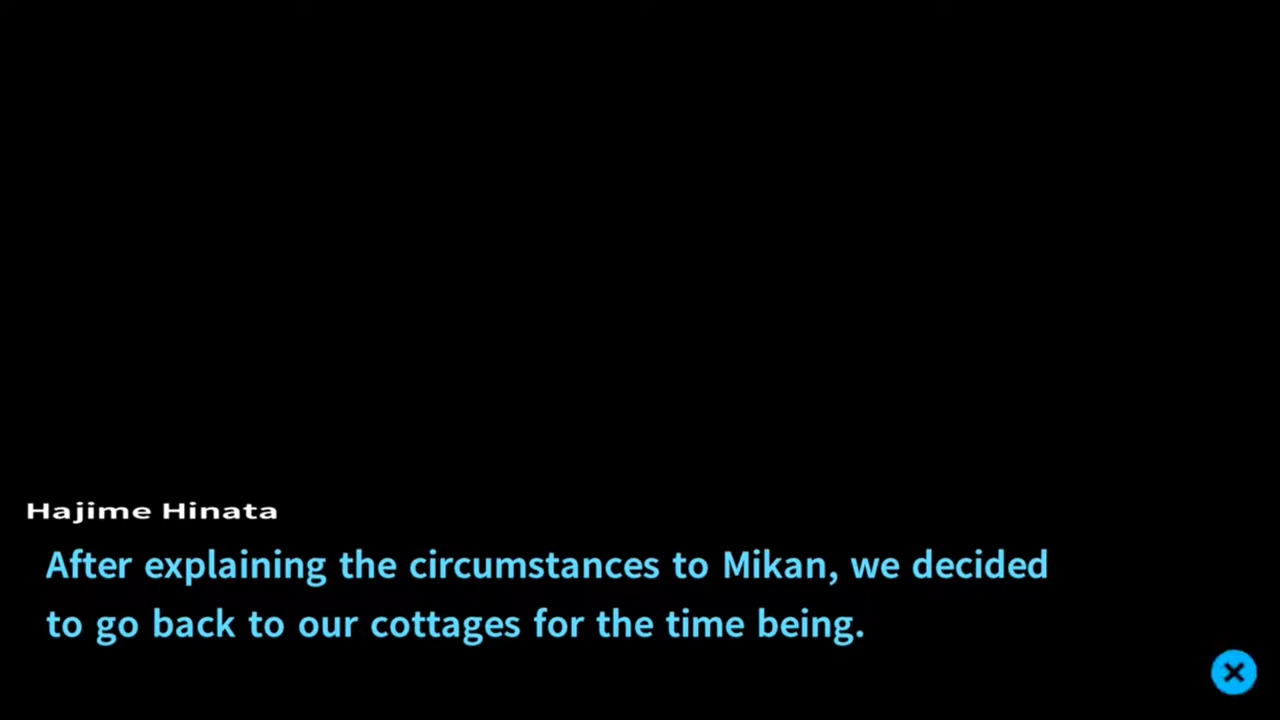 Hajime Hinata
After explaining the circumstances to Mikan, we decided
to go back to our cottages for the time being.